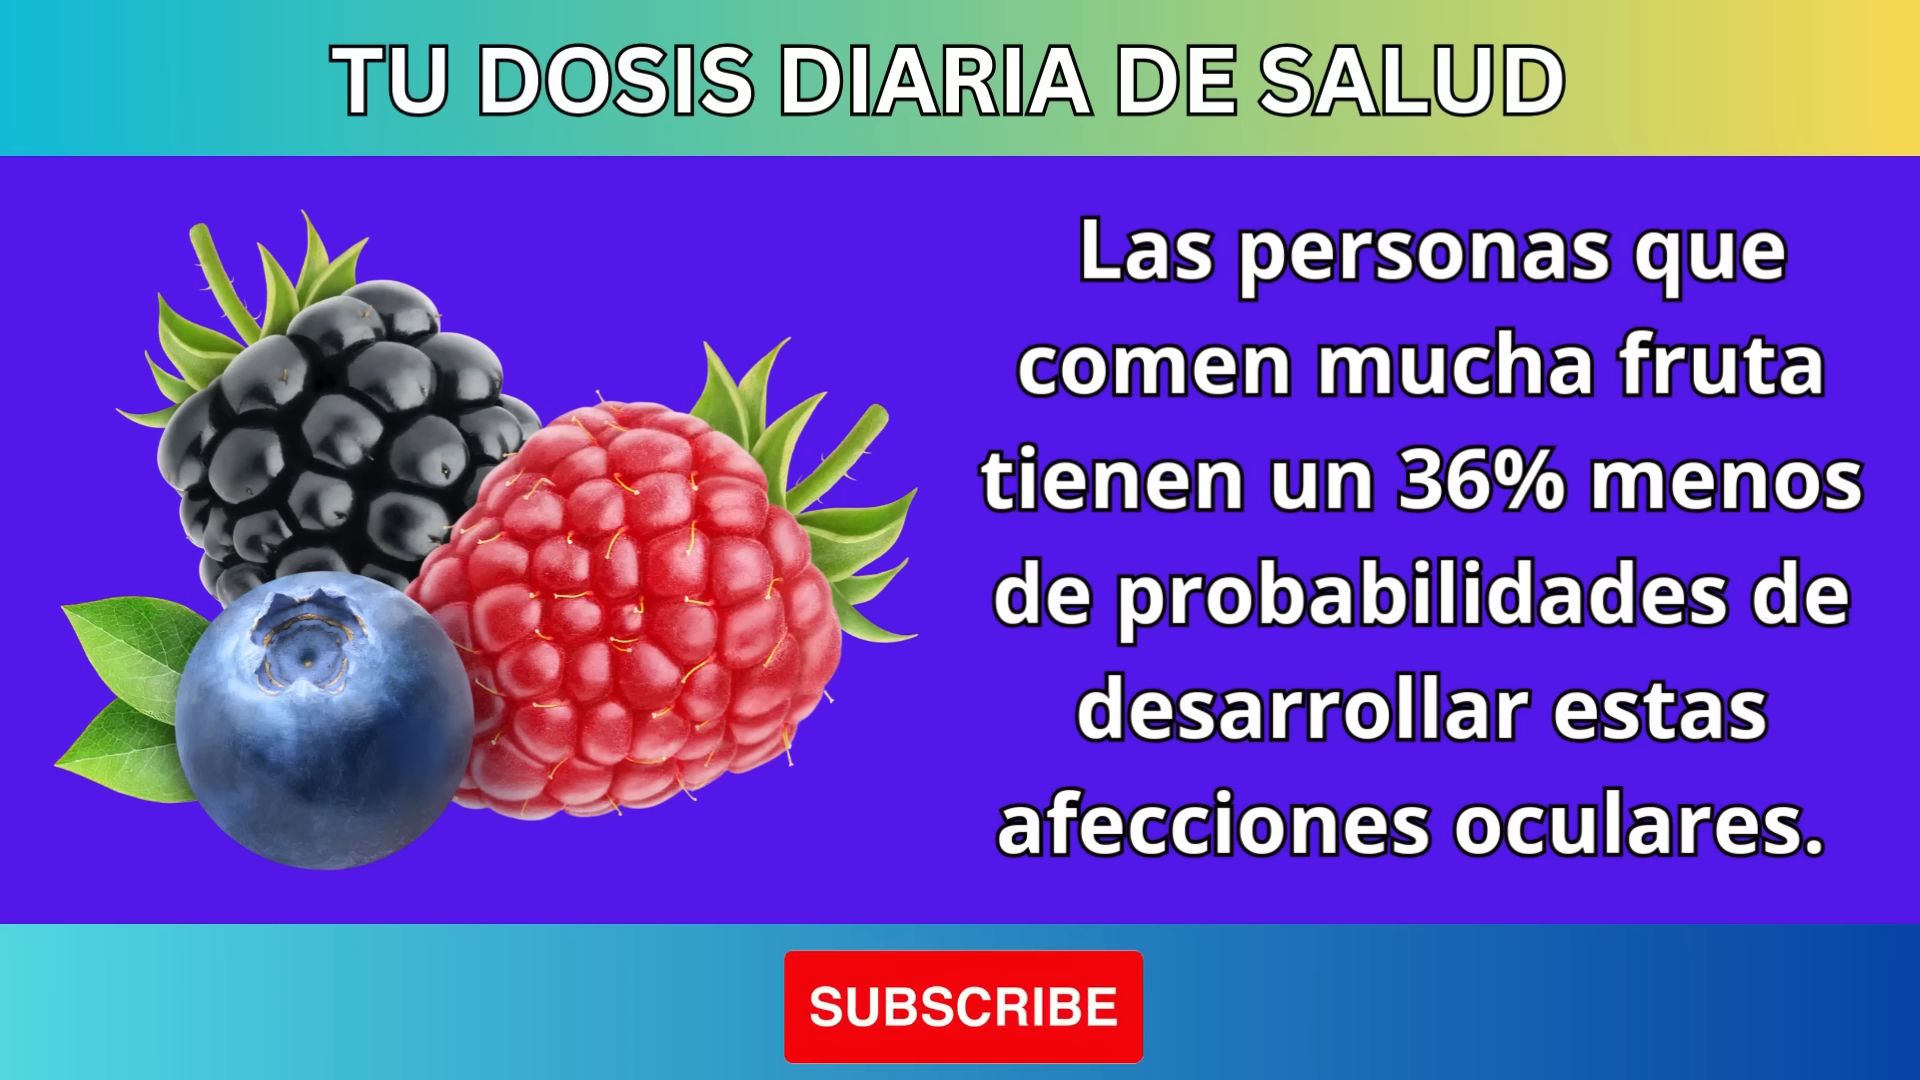 TU DOSIS DIARIA DE SALUD
Las personas que
comen mucha fruta
tienen un 36% menos
de probabilidades de
desarrollar estas
afecciones oculares.
SUBSCRIBE